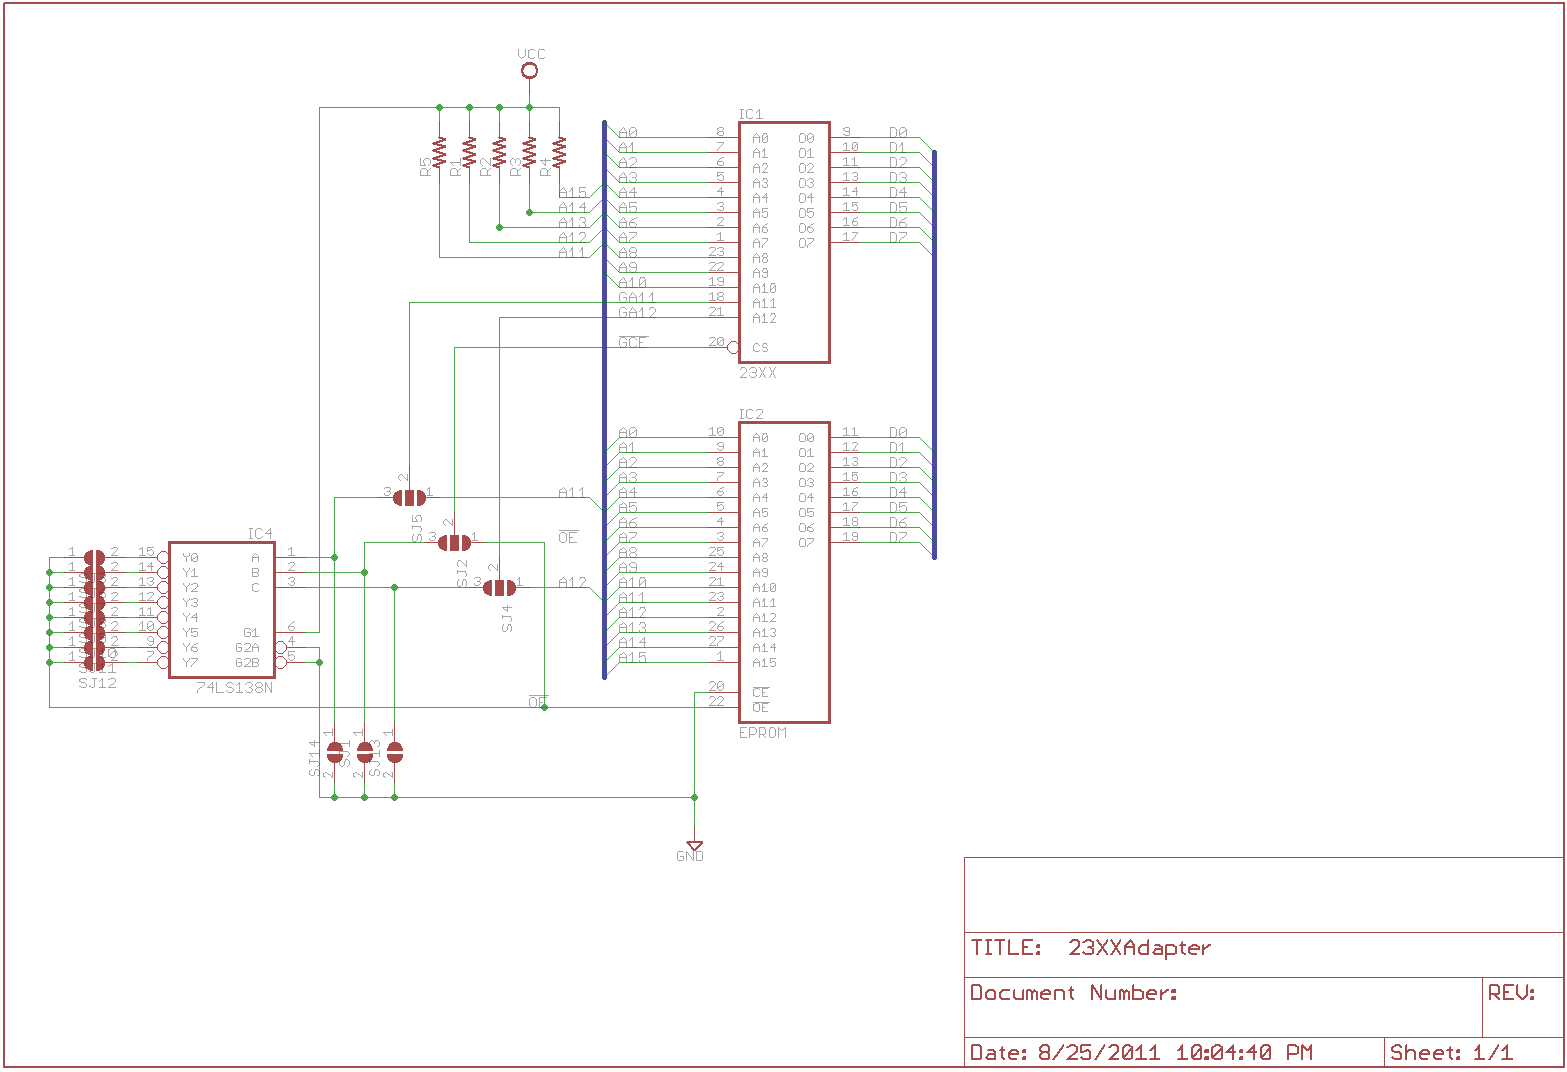 VCC
R5 R1 R2 R3 R4
A15
A14
A13
A12
A11
IC1
A0 8 A0 O0 9 D0
A1 7 A1 O1 10 D1
A2 6 A2 O2 11 D2
A3 5 A3 O3 13 D3
A4 4 A4 O4 14 D4
A5 3 A5 O5 15 D5
A6 2 A6 O6 16 D6
A7 1 A7 O7 17 D7
A8 23 A8
A9 22 A9
A10 19 A10
GA11 18 A11
GA12 21 A12
GCE 20 CS
23XX
IC2
A0 10 A0 O0 11 D0
A1 9 A1 O1 12 D1
A2 8 A2 O2 13 D2
A3 7 A3 O3 15 D3
A4 6 A4 O4 16 D4
A5 5 A5 O5 17 D5
A6 4 A6 O6 18 D6
A7 3 A7 O7 19 D7
A8 25 A8
A9 24 A9
A10 21 A10
A11 23 A11
A12 2 A12
A13 26 A13
A14 27 A14
A15 1 A15
20 CE
22 OE
EPROM
2
3 1 A11
SJ5
2
3 1 OE
SJ2
2
3 1 A12
SJ4
IC4
1 2 15 Y0 A 1
1 2 14 Y1 B 2
1 2 13 Y2 C 3
1 2 12 Y3
1 2 11 Y4
1 2 10 Y5 G1 6
1 2 9 Y6 G2A 4
1 2 7 Y7 G2B 5
SJ11
SJ12
74LS138N
OE
1 1 1
SJ14 SJ1 SJ13
2 2 2
GND
TITLE: 23XXAdapter
Document Number:
REV:
Date: 8/25/2011 10:04:40 PM
Sheet: 1/1